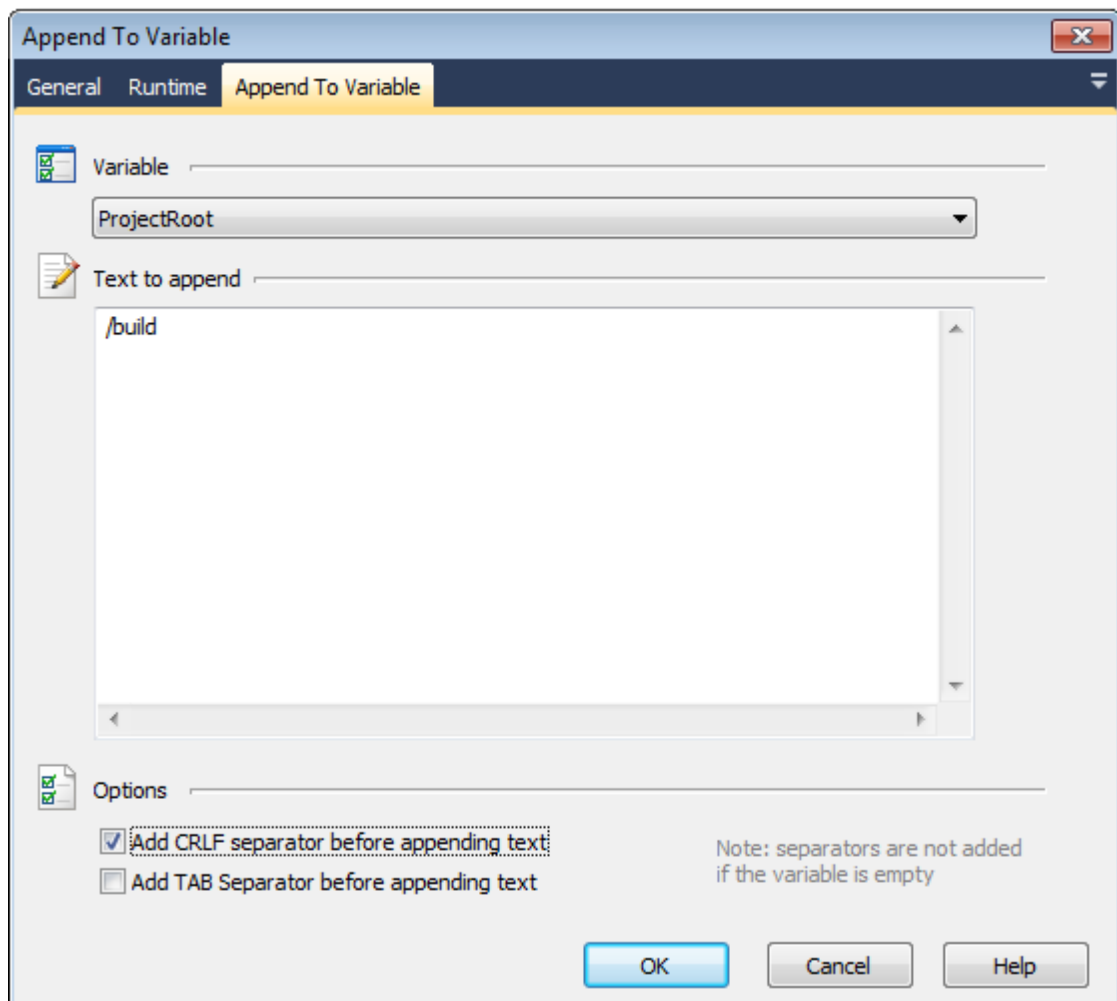 Append To Variable
General Runtime Append To Variable
Variable
ProjectRoot
Text to append
/build
Options
Add CRLF separator before appending text
Add TAB Separator before appending text
Note: separators are not added
if the variable is empty
OK Cancel Help